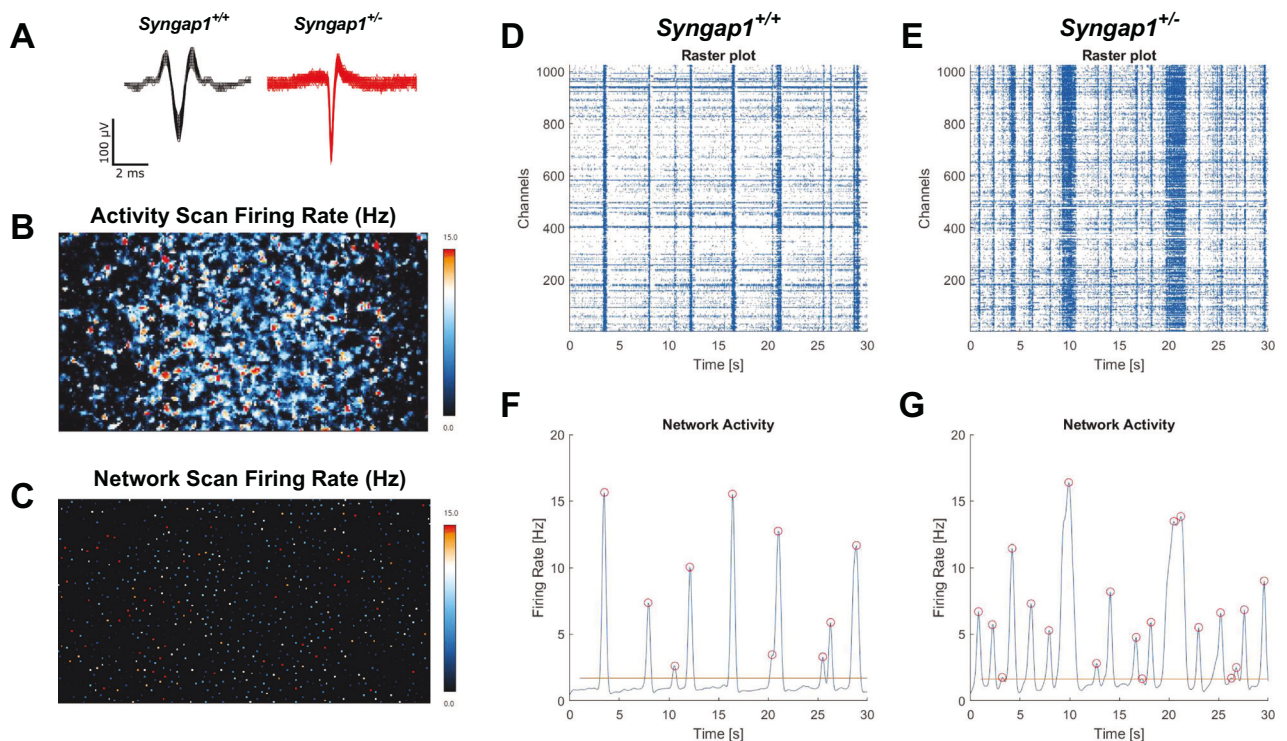 A
Syngap1+/+
Syngap1+/-
100 µV
2 ms
B
Activity Scan Firing Rate (Hz)
15.0
0.0
C
Network Scan Firing Rate (Hz)
15.0
0.0
D
Syngap1+/+
Raster plot
Channels
1000
800
600
400
200
0 5 10 15 20 25 30
Time [s]
E
Syngap1+/-
Raster plot
Channels
1000
800
600
400
200
0 5 10 15 20 25 30
Time [s]
F
Network Activity
Firing Rate [Hz]
20
15
10
5
0
0 5 10 15 20 25 30
Time [s]
G
Network Activity
Firing Rate [Hz]
20
15
10
5
0
0 5 10 15 20 25 30
Time [s]